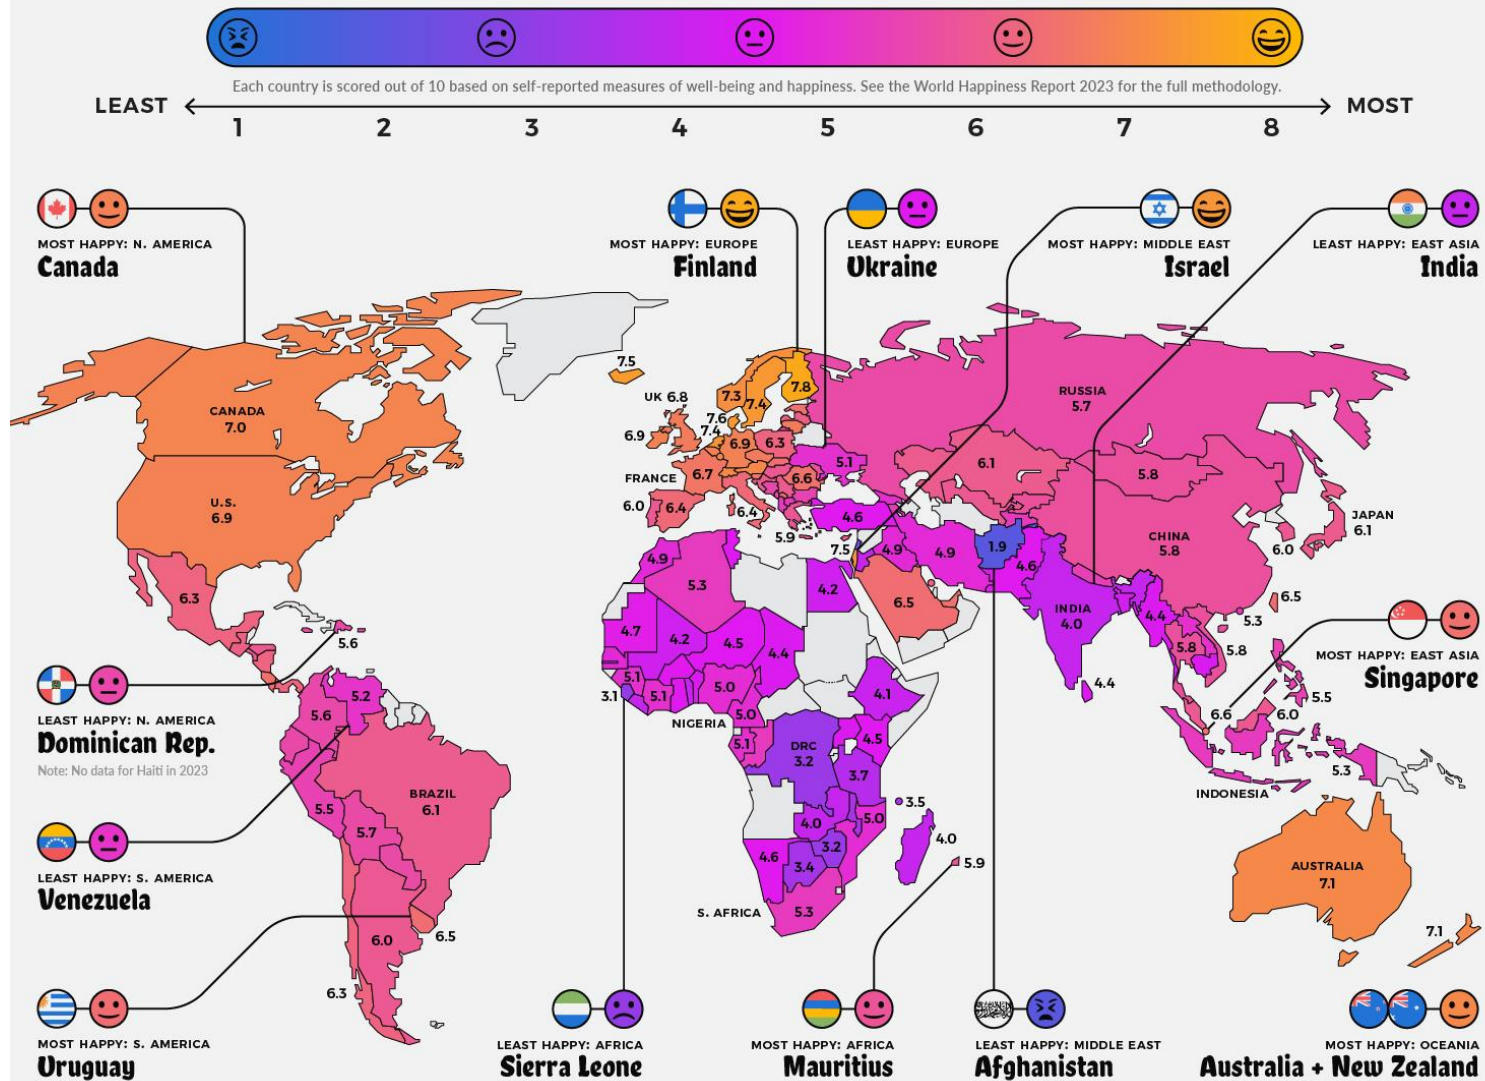 Each country is scored out of 10 based on self-reported measures of well-being and happiness. See the World Happiness Report 2023 for the full methodology.
LEAST MOST
1 2 3 4 5 6 7 8
MOST HAPPY: N. AMERICA
Canada
MOST HAPPY: EUROPE
Finland
LEAST HAPPY: EUROPE
Ukraine
MOST HAPPY: MIDDLE EAST
Israel
LEAST HAPPY: EAST ASIA
India
CANADA
7.0
U.S.
6.9
6.3
5.6
7.5
UK 6.8
6.9
7.6
7.4
7.3
7.4
7.8
6.9
6.3
FRANCE
6.7
6.6
6.0
6.4
6.4
5.9
5.1
4.6
7.5
RUSSIA
5.7
6.1
5.8
CHINA
5.8
JAPAN
6.1
6.0
6.5
5.3
4.9
4.9
1.9
4.6
INDIA
4.0
4.4
4.4
5.8
5.8
6.5
4.9
5.3
4.2
4.7
4.2
4.5
4.4
5.1
3.1
5.1
5.0
NIGERIA
5.0
5.1
4.1
4.5
DRC
3.2
3.7
3.5
4.0
5.0
3.2
4.6
3.4
4.0
5.9
S. AFRICA
5.3
5.2
5.6
BRAZIL
6.1
5.5
5.7
6.0
6.5
6.3
6.6
6.0
5.5
5.3
INDONESIA
AUSTRALIA
7.1
7.1
MOST HAPPY: EAST ASIA
Singapore
LEAST HAPPY: N. AMERICA
Dominican Rep.
Note: No data for Haiti in 2023
LEAST HAPPY: S. AMERICA
Venezuela
MOST HAPPY: S. AMERICA
Uruguay
LEAST HAPPY: AFRICA
Sierra Leone
MOST HAPPY: AFRICA
Mauritius
LEAST HAPPY: MIDDLE EAST
Afghanistan
MOST HAPPY: OCEANIA
Australia + New Zealand